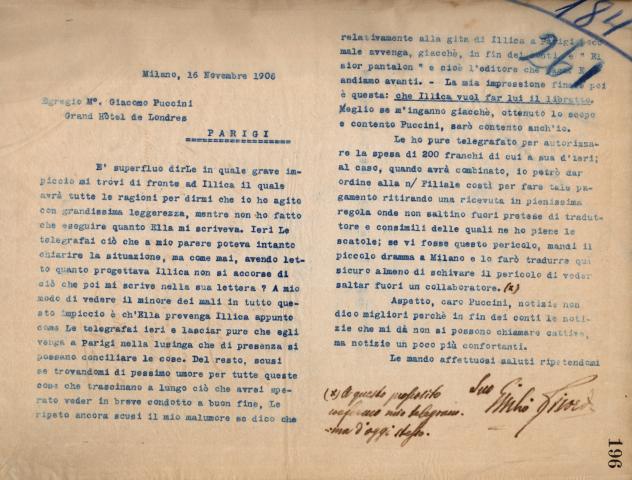 Milano, 16 Novembre 1906
Egregio Mº. Giacomo Puccini
Grand Hôtel de Londres
PARIGI
E' superfluo dirLe in quale grave im-
piccio mi trovi di fronte ad Illica il quale
avrà tutte le ragioni per dirmi che io ho agito
con grandissima leggerezza, mentre non ho fatto
che eseguire quanto Ella mi scriveva. Ieri Le
telegrafai ciò che a mio parere poteva intanto
chiarire la situazione, ma come mai, avendo let-
to quanto progettava Illica non si accorse di
ciò che poi mi scrive nella sua lettera? A mio
modo di vedere il minore dei mali in tutto que-
sto impiccio è ch'Ella prevenga Illica appunto
come Le telegrafai ieri e lasciar pure che egli
venga a Parigi nella lusinga che di presenza si
possano conciliare le cose. Del resto, scusi
se trovandomi di pessimo umore per tutte queste
cose che trascinano a lungo ciò che avrei spe-
rato veder in breve condotto a buon fine, Le
ripeto ancora scusi il mio malumore se dico che
184
relativamente alla gita di Illica a Parigi
male avvenga, giacchè, in fin dei conti, e " El
sior pantalon " e cioè l'editore che
andiamo avanti. - La mia impressione poi
è questa: che Illica vuol far lui il libretto.
Meglio se m'inganno giacchè, ottenuto lo scopo
e contento Puccini, sarò contento anch'io.
Le ho pure telegrafato per autorizza-
re la spesa di 200 franchi di cui a sua d'ieri;
al caso, quando avrà combinato, io potrò dar
ordine alla n/ Filiale costì per fare tale pa-
gamento ritirando una ricevuta in pienissima
regola onde non saltino fuori pretese di tradut-
tore e consimili delle quali ne ho piene le
scatole; se vi fosse questo pericolo, mandi il
piccolo dramma a Milano e lo farò tradurre qui
sicuro almeno di schivare il pericolo di veder
saltar fuori un collaboratore. (x)
Aspetto, caro Puccini, notizie non
dico migliori perchè in fin dei conti le noti-
zie che mi dà non si possono chiamare cattive,
ma notizie un poco più confortanti.
Le mando affettuosi saluti ripetendomi
Suo Giulio Ricordi
(x) A questo proposito
confermo mio telegram-
ma d'oggi stesso.
196